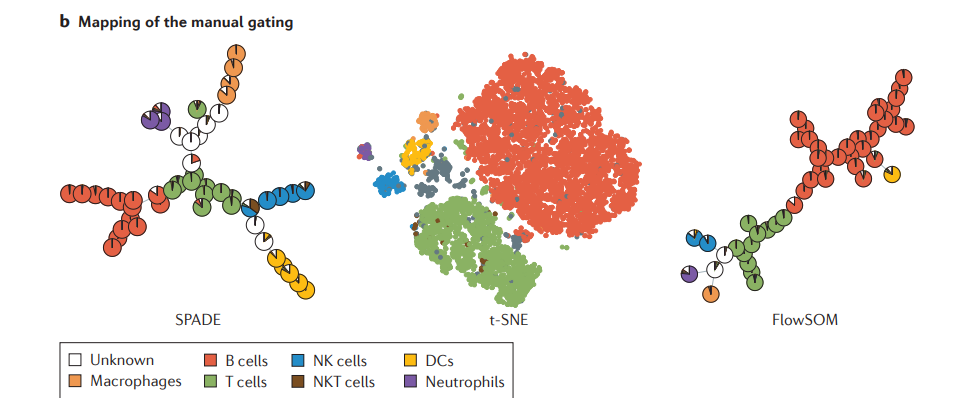 b Mapping of the manual gating
SPADE
t-SNE
FlowSOM
Unknown
B cells
NK cells
DCs
Macrophages
T cells
NKT cells
Neutrophils